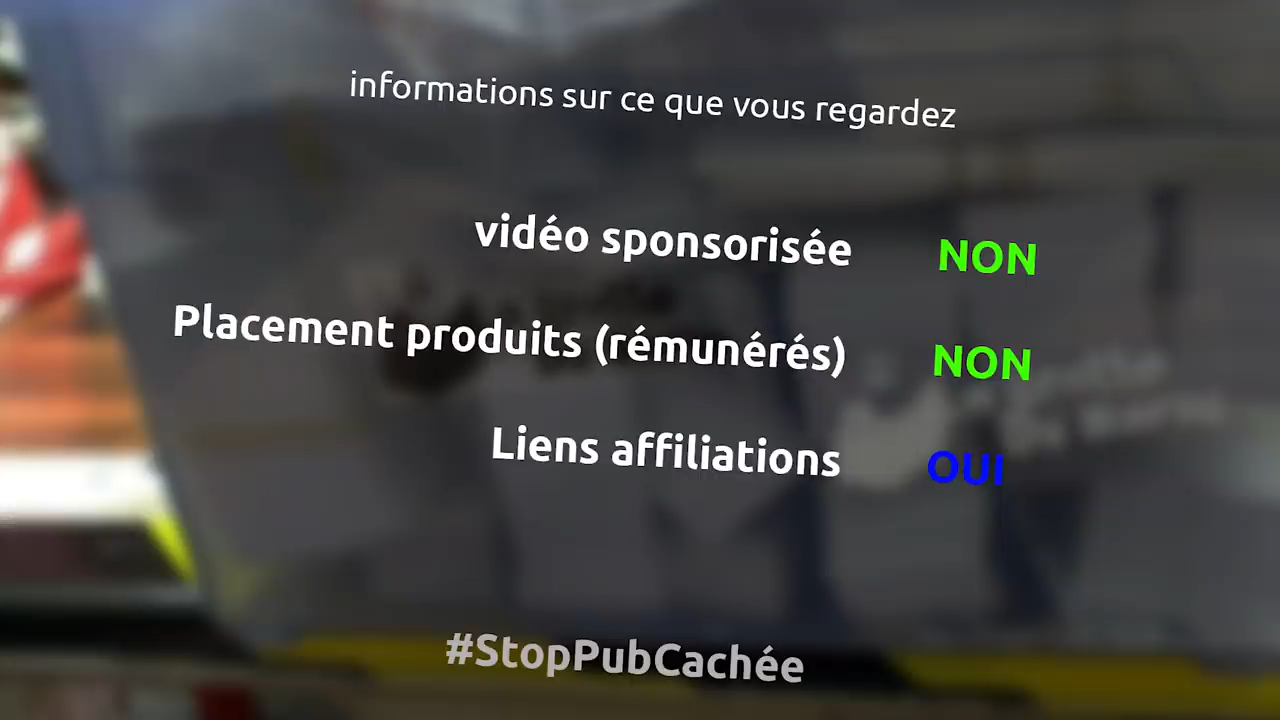 informations sur ce que vous regardez
vidéo sponsorisée NON
Placement produits (rémunérés) NON
Liens affiliations OUI
#StopPubCachée